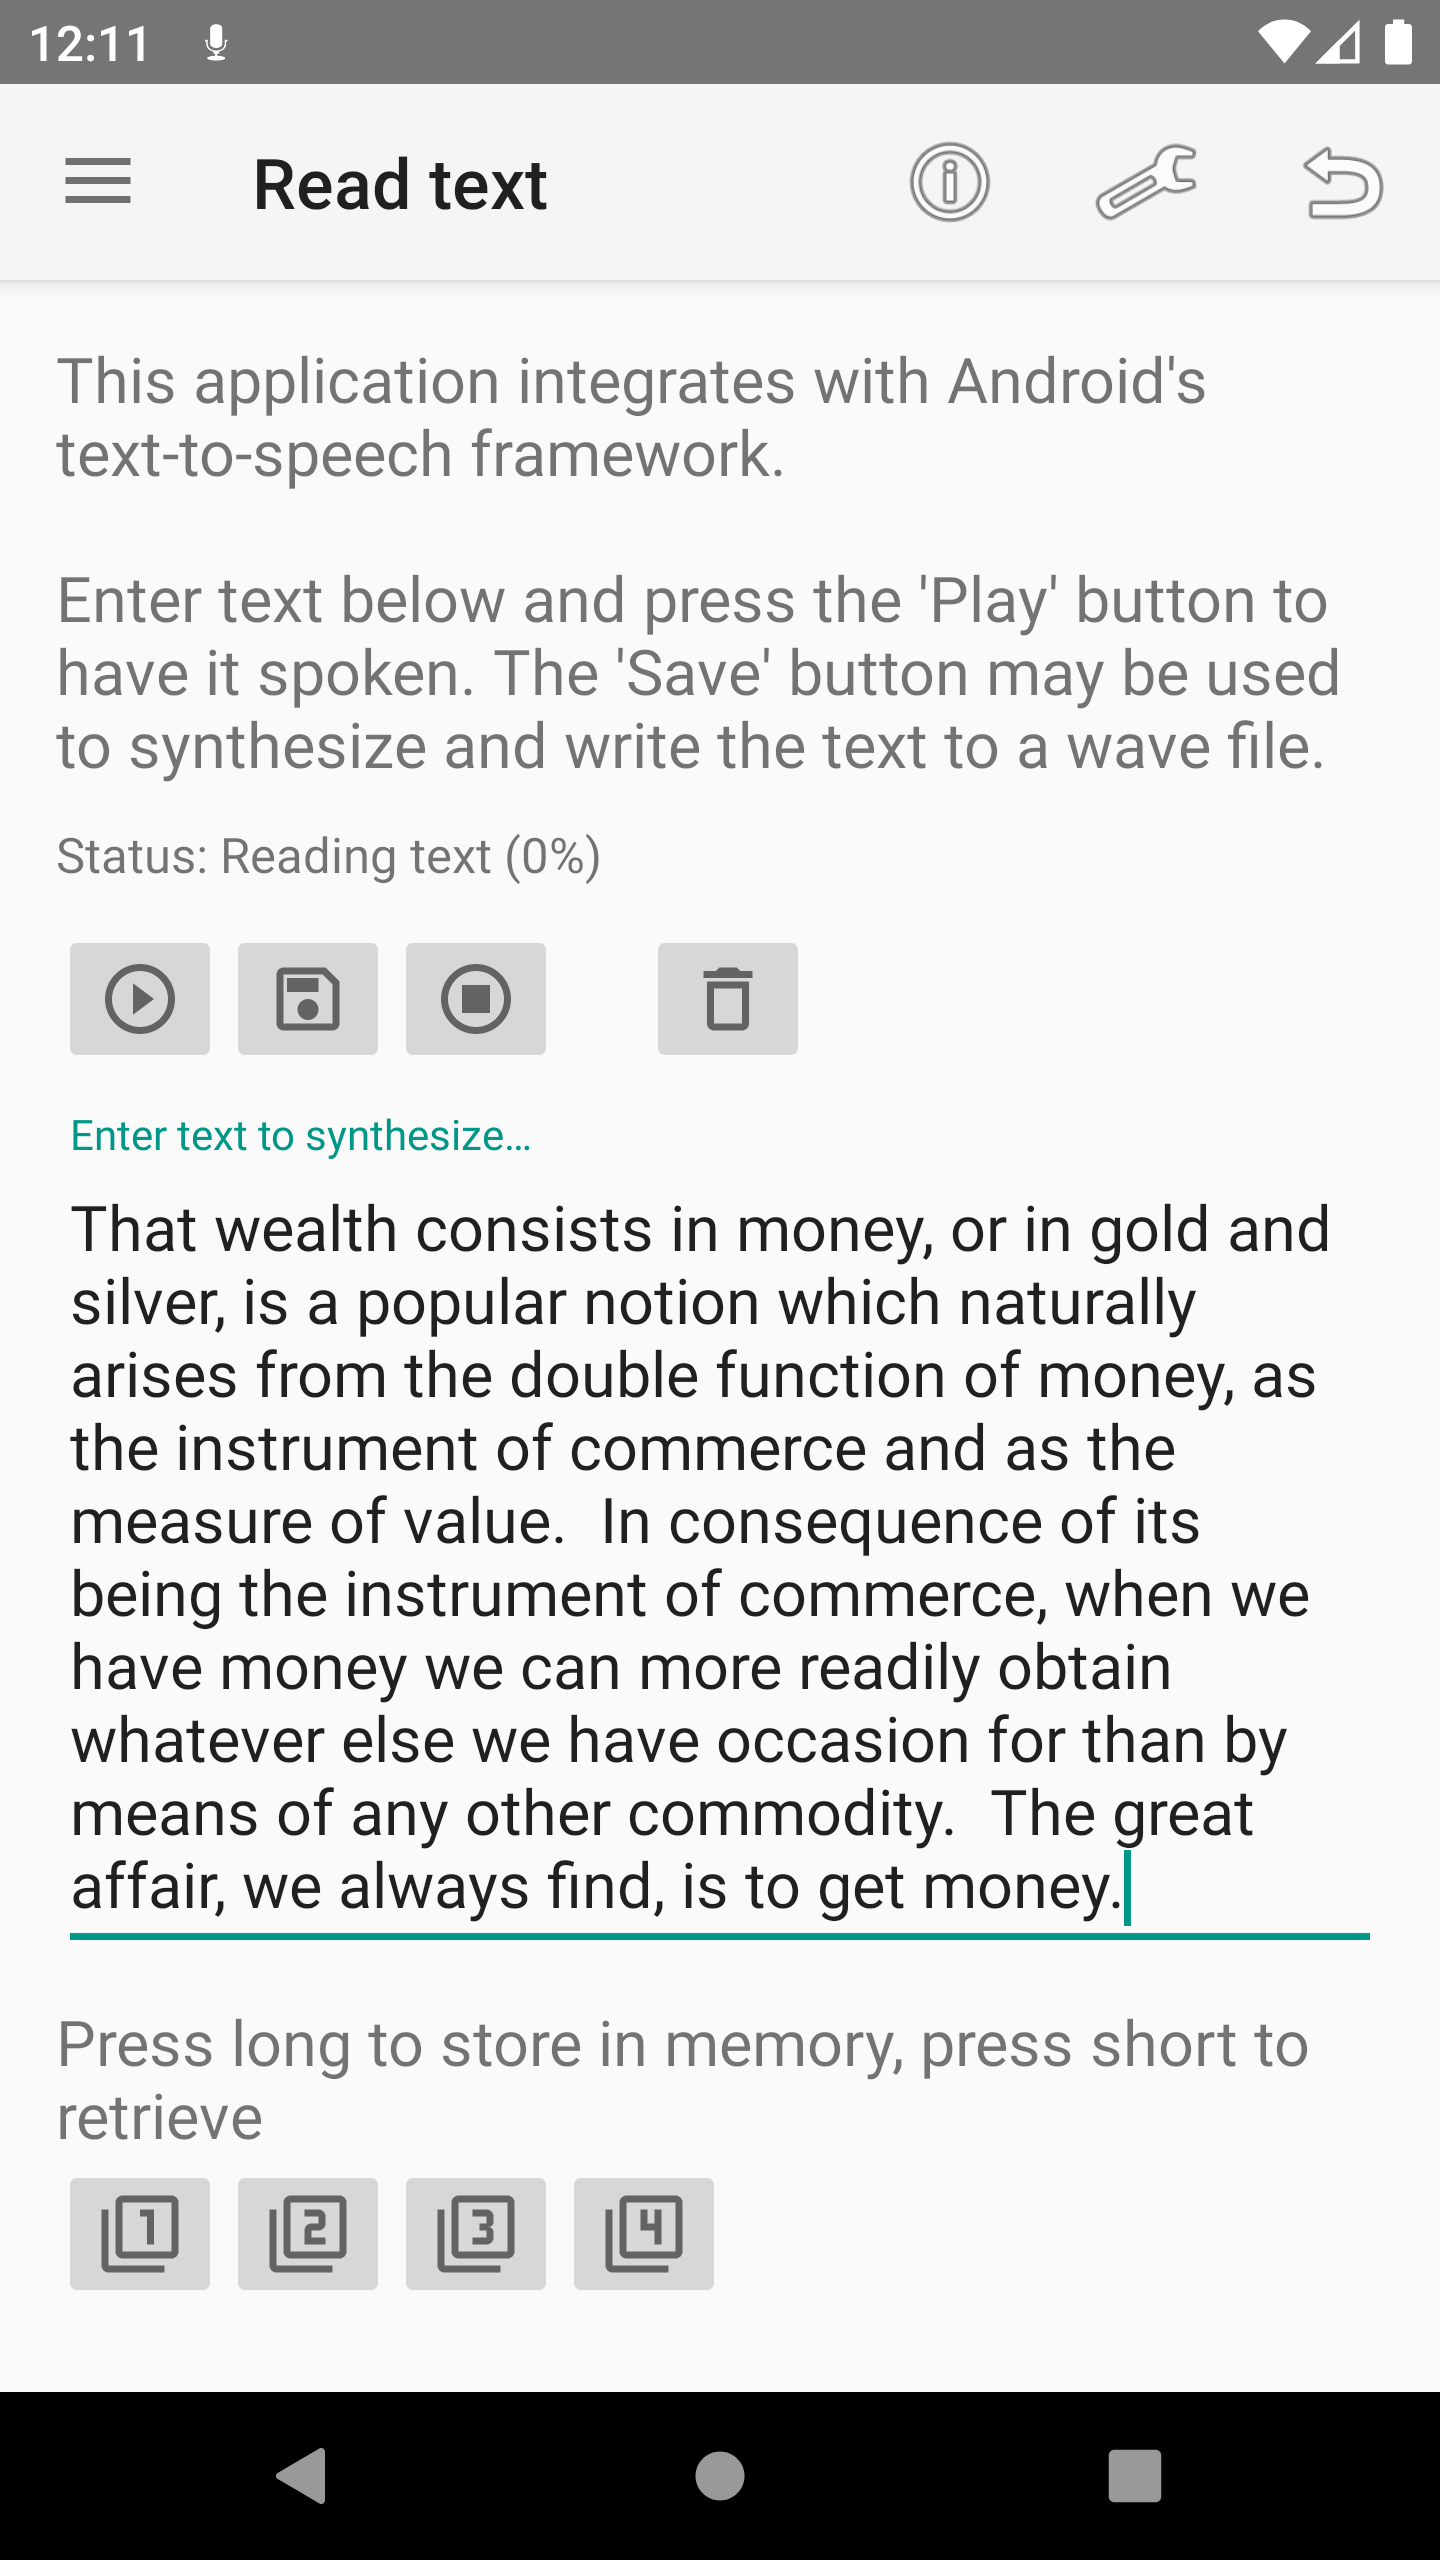 12:11
Read text
This application integrates with Android's
text-to-speech framework.
Enter text below and press the 'Play' button to
have it spoken. The 'Save' button may be used
to synthesize and write the text to a wave file.
Status: Reading text (0%)
Enter text to synthesize…
That wealth consists in money, or in gold and
silver, is a popular notion which naturally
arises from the double function of money, as
the instrument of commerce and as the
measure of value.  In consequence of its
being the instrument of commerce, when we
have money we can more readily obtain
whatever else we have occasion for than by
means of any other commodity.  The great
affair, we always find, is to get money.
Press long to store in memory, press short to
retrieve
1 2 3 4